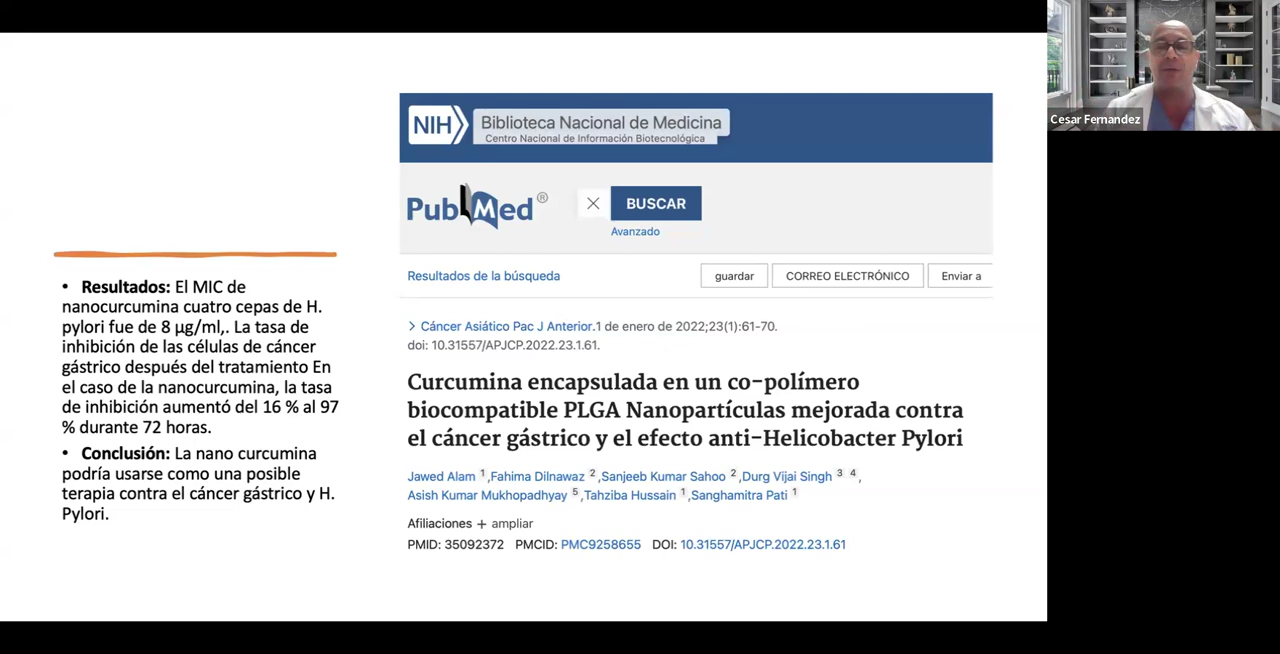 • Resultados: El MIC de
nanocurcumina cuatro cepas de H.
pylori fue de 8 µg/ml,. La tasa de
inhibición de las células de cáncer
gástrico después del tratamiento En
el caso de la nanocurcumina, la tasa
de inhibición aumentó del 16 % al 97
% durante 72 horas.
• Conclusión: La nano curcumina
podría usarse como una posible
terapia contra el cáncer gástrico y H.
Pylori.
NIH Biblioteca Nacional de Medicina
Centro Nacional de Información Biotecnológica
PubMed®
BUSCAR
Avanzado
Resultados de la búsqueda
guardar
CORREO ELECTRÓNICO
Enviar a
> Cáncer Asiático Pac J Anterior.1 de enero de 2022;23(1):61-70.
doi: 10.31557/APJCP.2022.23.1.61.
Curcumina encapsulada en un co-polímero
biocompatible PLGA Nanopartículas mejorada contra
el cáncer gástrico y el efecto anti-Helicobacter Pylori
Jawed Alam 1,Fahima Dilnawaz 2,Sanjeeb Kumar Sahoo 2,Durg Vijai Singh 3 4,
Asish Kumar Mukhopadhyay 5,Tahziba Hussain 1,Sanghamitra Pati 1
Afiliaciones + ampliar
PMID: 35092372 PMCID: PMC9258655 DOI: 10.31557/APJCP.2022.23.1.61
Cesar Fernandez